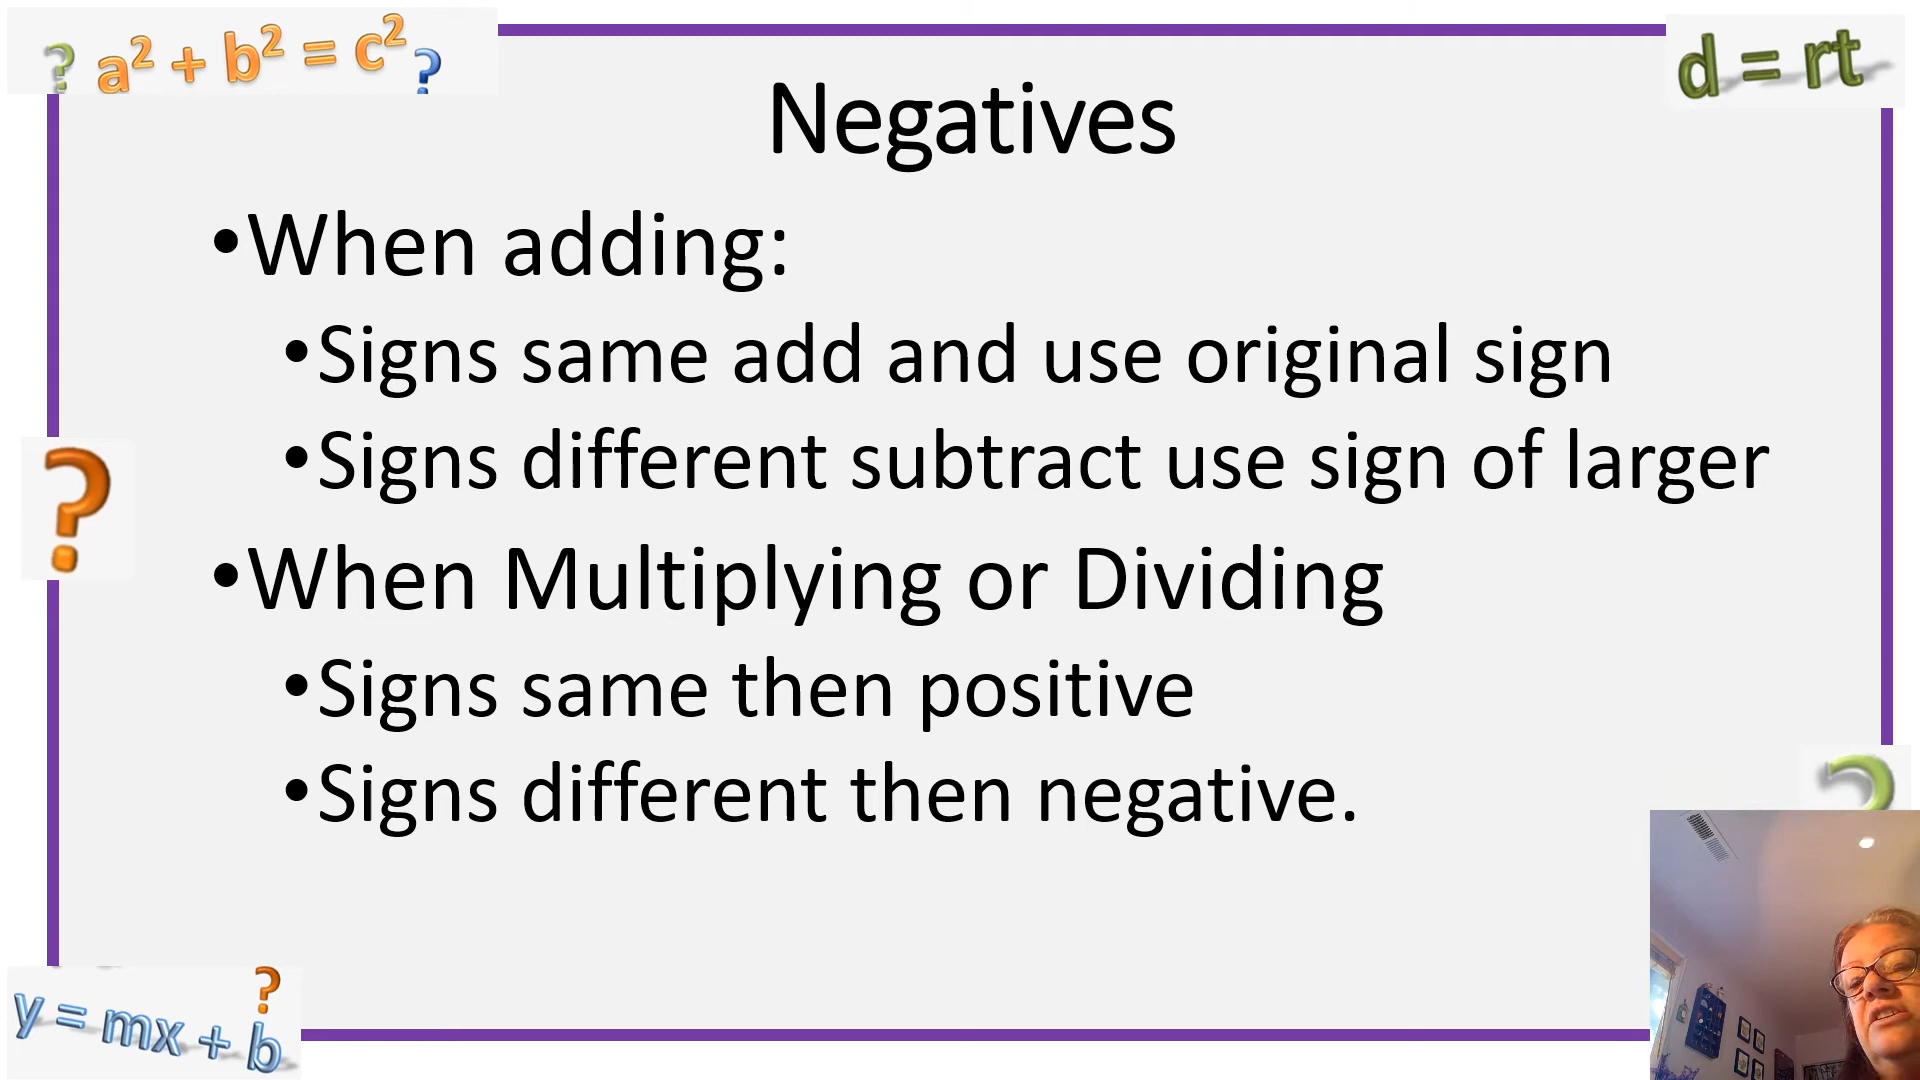 ? a² + b² = c² ?
d = rt
Negatives
•When adding:
•Signs same add and use original sign
•Signs different subtract use sign of larger
?
•When Multiplying or Dividing
•Signs same then positive
•Signs different then negative.
?
?
y = mx + b